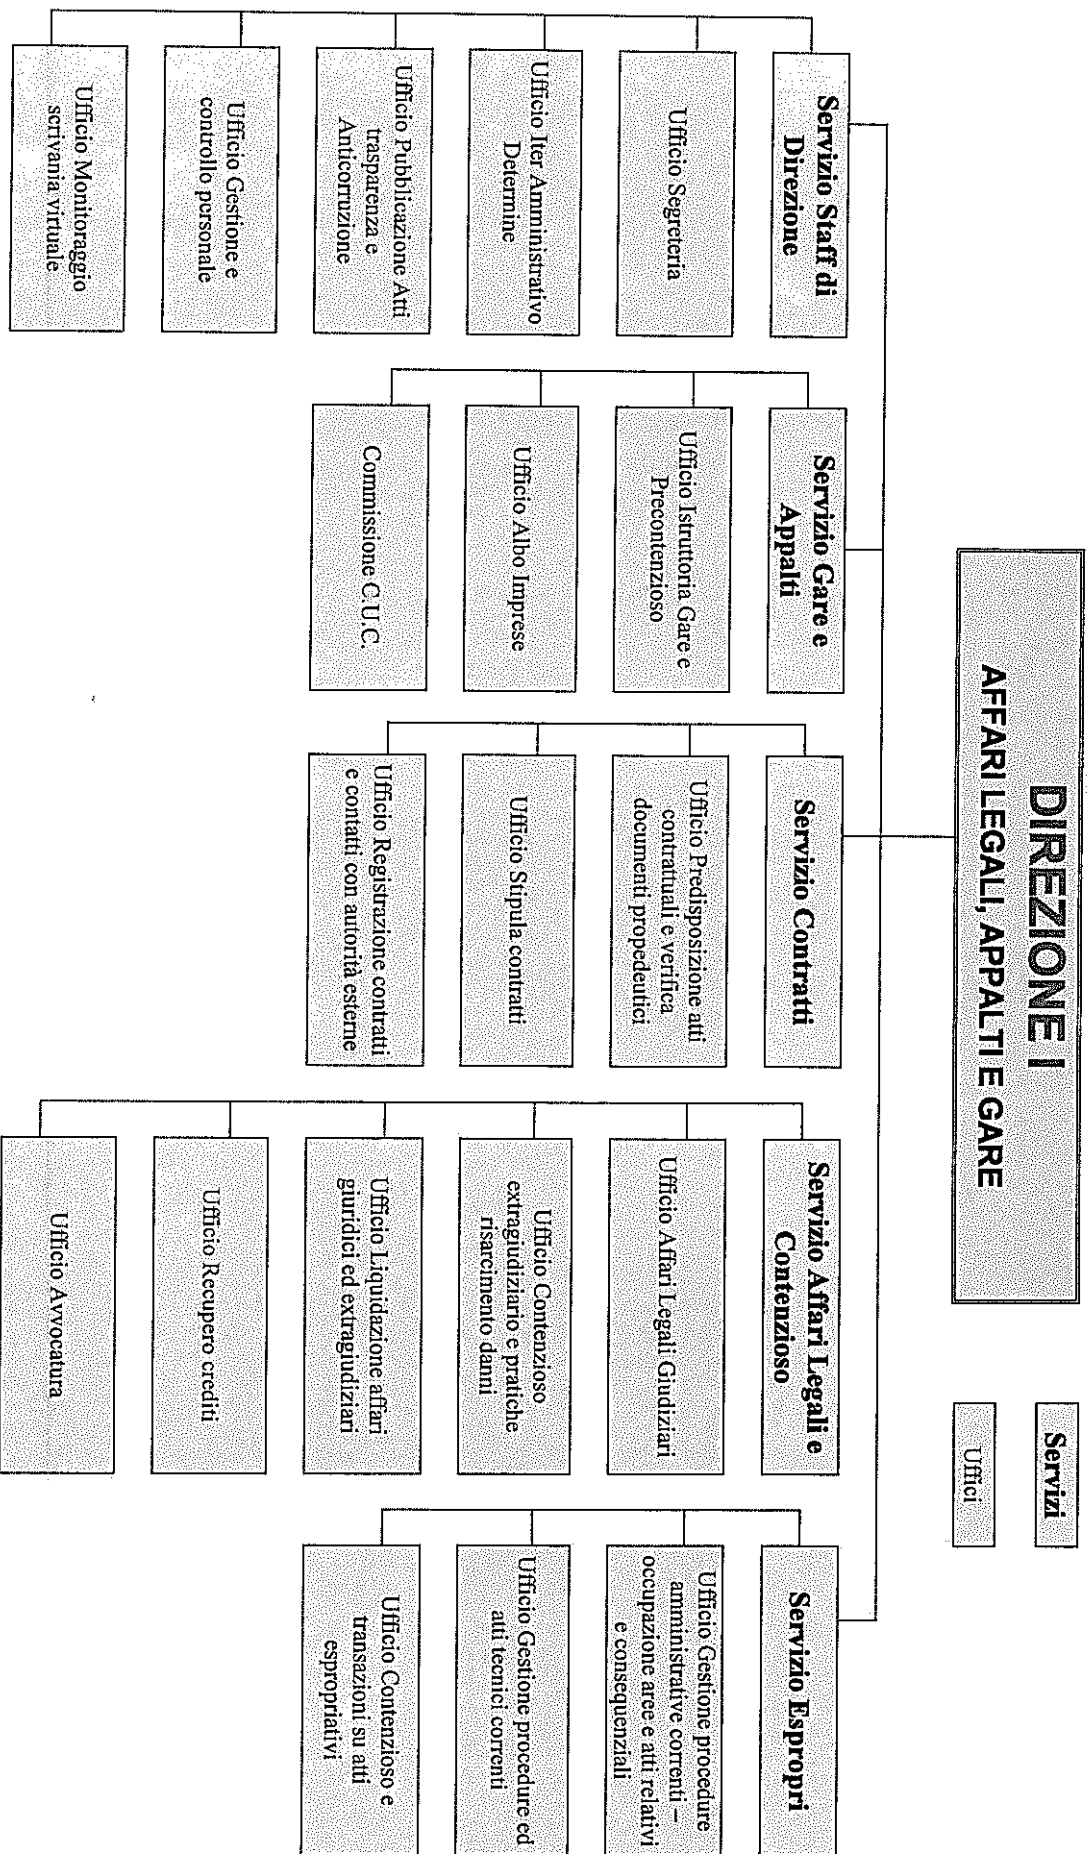 DIREZIONE I
AFFARI LEGALI, APPALTI E GARE
Servizi
Uffici
Servizio Staff di
Direzione
Ufficio Segreteria
Ufficio Iter Amministrativo
Determine
Ufficio Pubblicazione Atti
trasparenza e
Anticorruzione
Ufficio Gestione e
controllo personale
Ufficio Monitoraggio
scrivania virtuale
Servizio Gare e
Appalti
Ufficio Istruttoria Gare e
Precontenzioso
Ufficio Albo Imprese
Commissione C.U.C.
Servizio Contratti
Ufficio Predisposizione atti
contrattuali e verifica
documenti propedeutici
Ufficio Stipula contratti
Ufficio Registrazione contratti
e contatti con autorità esterne
Servizio Affari Legali e
Contenzioso
Ufficio Affari Legali Giudiziari
Ufficio Contenzioso
extragiudiziario e pratiche
risarcimento danni
Ufficio Liquidazione affari
giuridici ed extragiudiziari
Ufficio Recupero crediti
Ufficio Avvocatura
Servizio Espropri
Ufficio Gestione procedure
amministrative correnti –
occupazione aree e atti relativi
e consequenziali
Ufficio Gestione procedure ed
atti tecnici correnti
Ufficio Contenzioso e
transazioni su atti
espropriativi